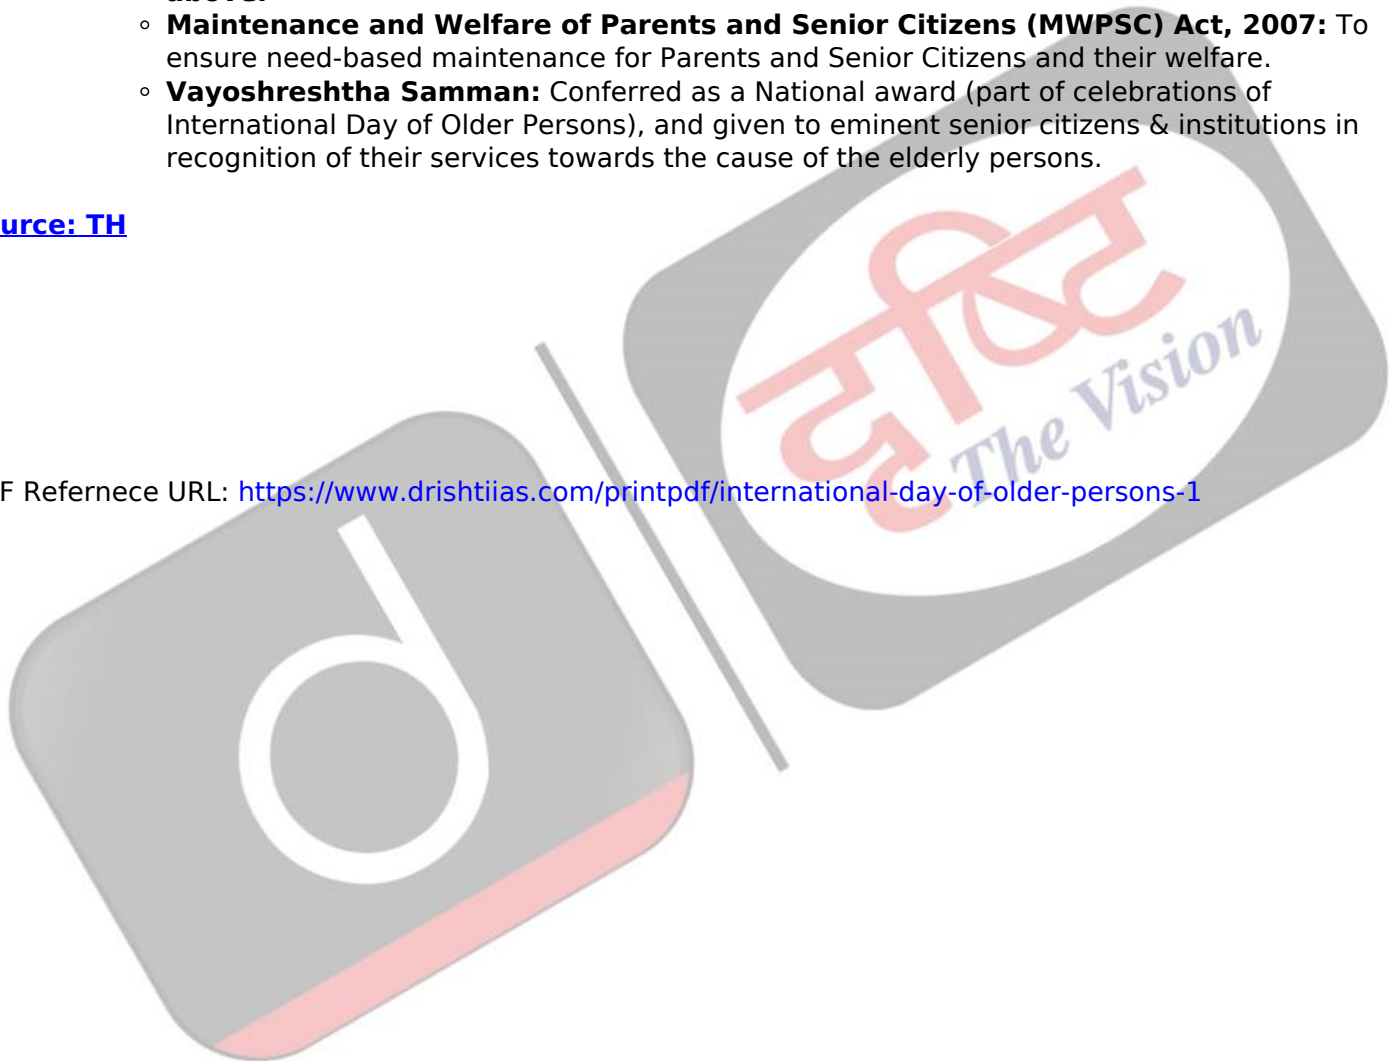 above.
Maintenance and Welfare of Parents and Senior Citizens (MWPSC) Act, 2007: To
ensure need-based maintenance for Parents and Senior Citizens and their welfare.
Vayoshreshtha Samman: Conferred as a National award (part of celebrations of
International Day of Older Persons), and given to eminent senior citizens & institutions in
recognition of their services towards the cause of the elderly persons.
urce: TH
दृष्टि
The Vision
F Refernece URL: https://www.drishtiias.com/printpdf/international-day-of-older-persons-1
d